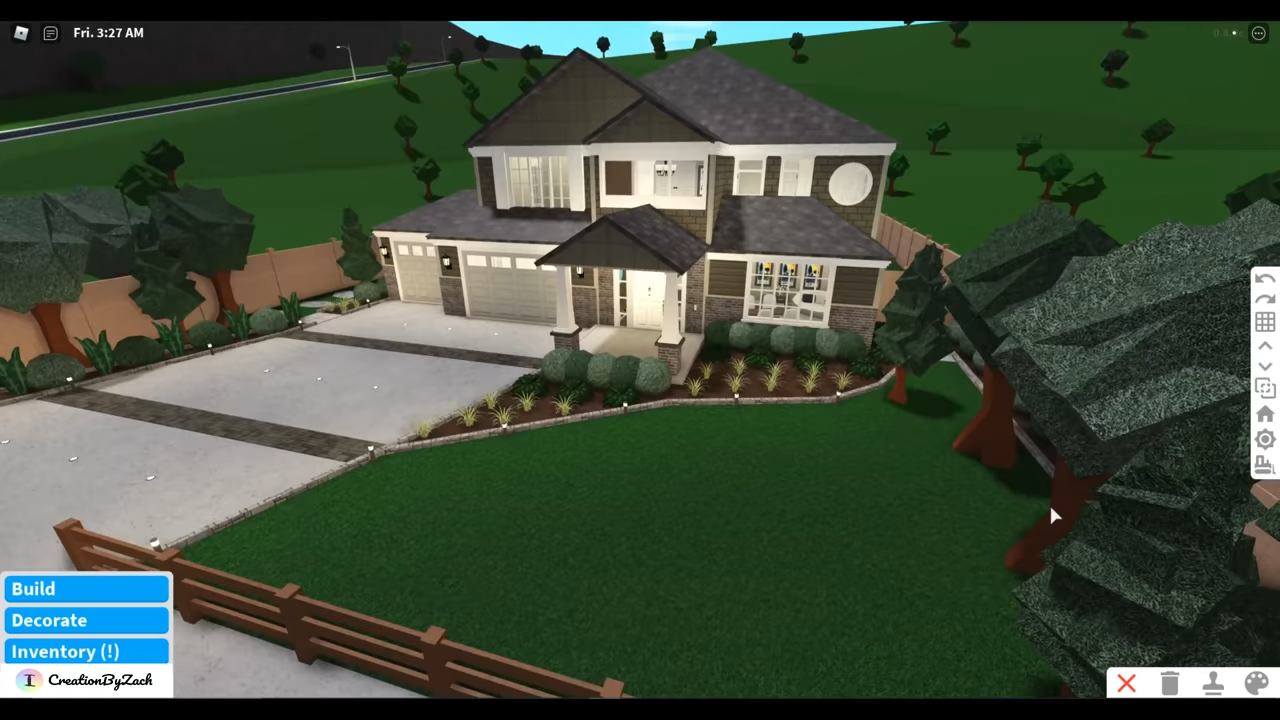 Fri. 3:27 AM
Build
Decorate
Inventory (!)
CreationByZach